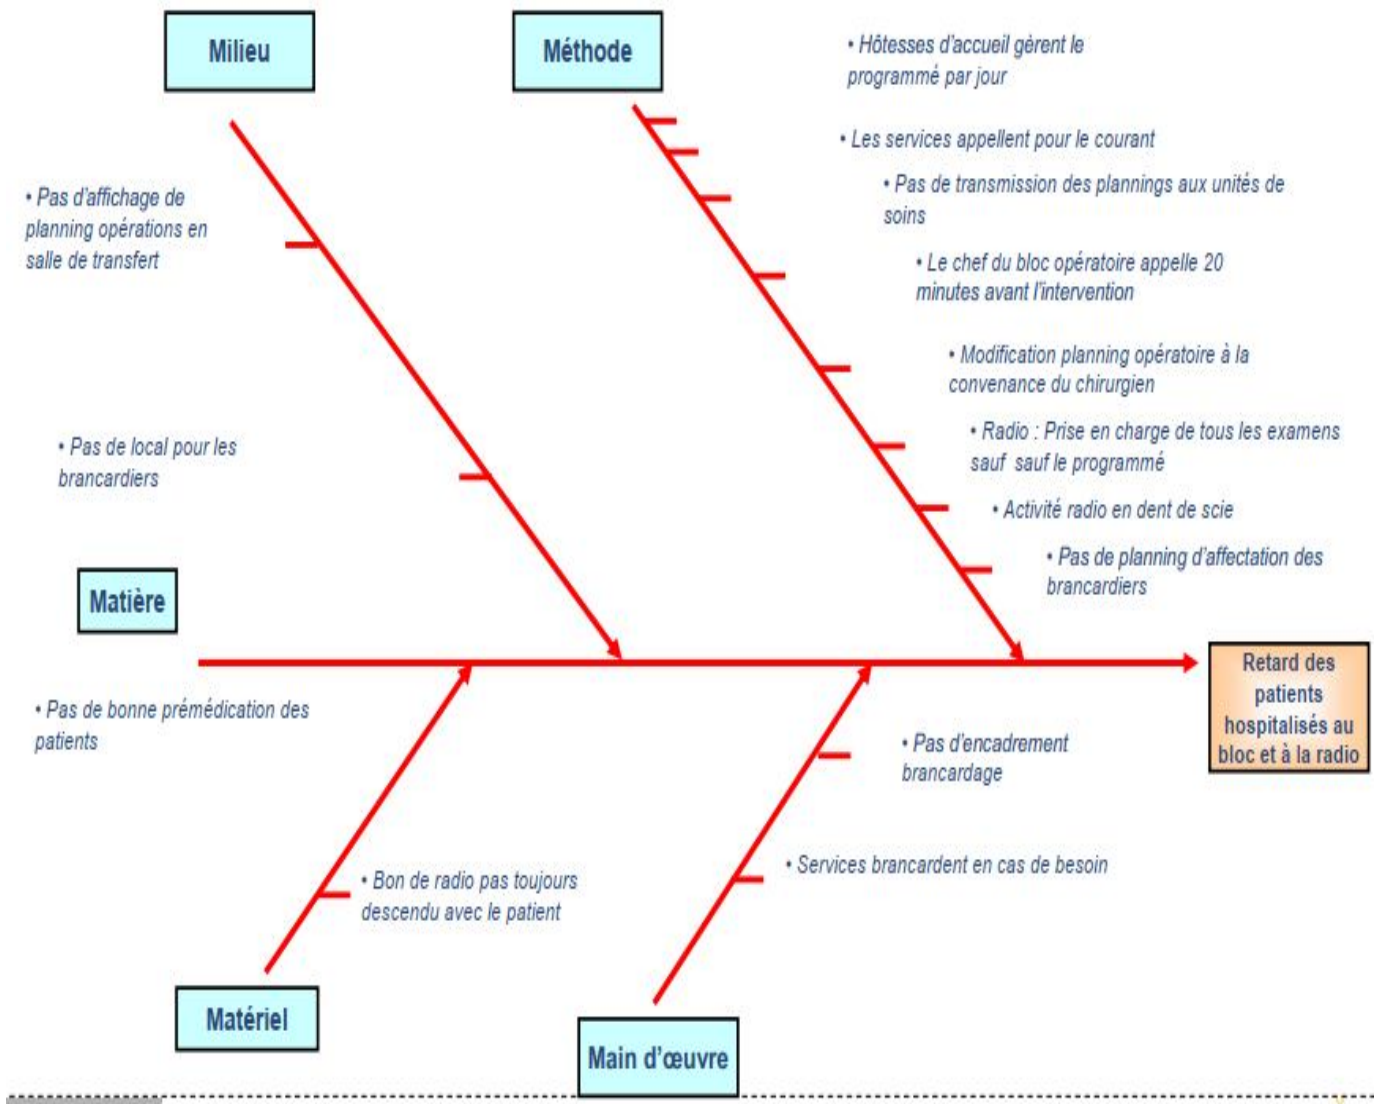 Milieu
Méthode
• Hôtesses d'accueil gèrent le
programmé par jour
• Les services appellent pour le courant
• Pas d'affichage de
planning opérations en
salle de transfert
• Pas de transmission des plannings aux unités de
soins
• Le chef du bloc opératoire appelle 20
minutes avant l'intervention
• Modification planning opératoire à la
convenance du chirurgien
• Pas de local pour les
brancardiers
• Radio : Prise en charge de tous les examens
sauf sauf le programmé
• Activité radio en dent de scie
• Pas de planning d'affectation des
brancardiers
Matière
Retard des
patients
hospitalisés au
bloc et à la radio
• Pas de bonne prémédication des
patients
• Pas d'encadrement
brancardage
• Services brancardent en cas de besoin
• Bon de radio pas toujours
descendu avec le patient
Matériel
Main d'œuvre